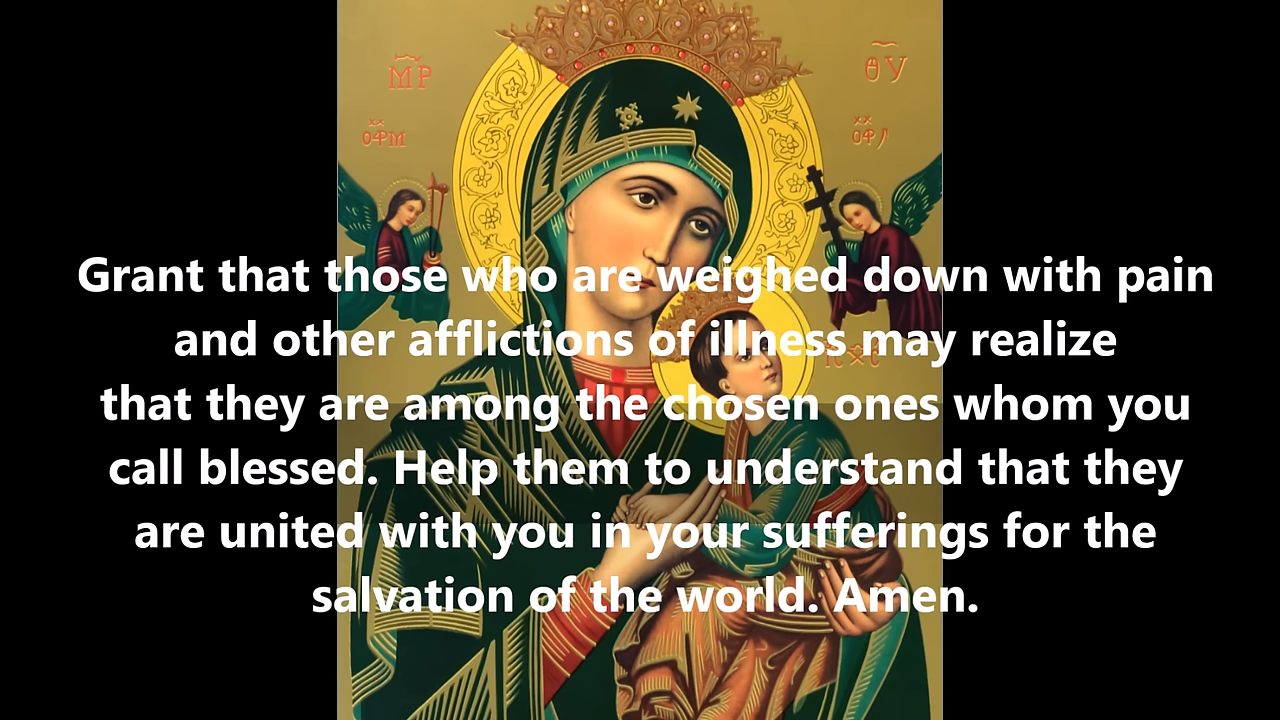 ΜΡ
ΘΥ
Grant that those who are weighed down with pain
and other afflictions of illness may realize
that they are among the chosen ones whom you
call blessed. Help them to understand that they
are united with you in your sufferings for the
salvation of the world. Amen.